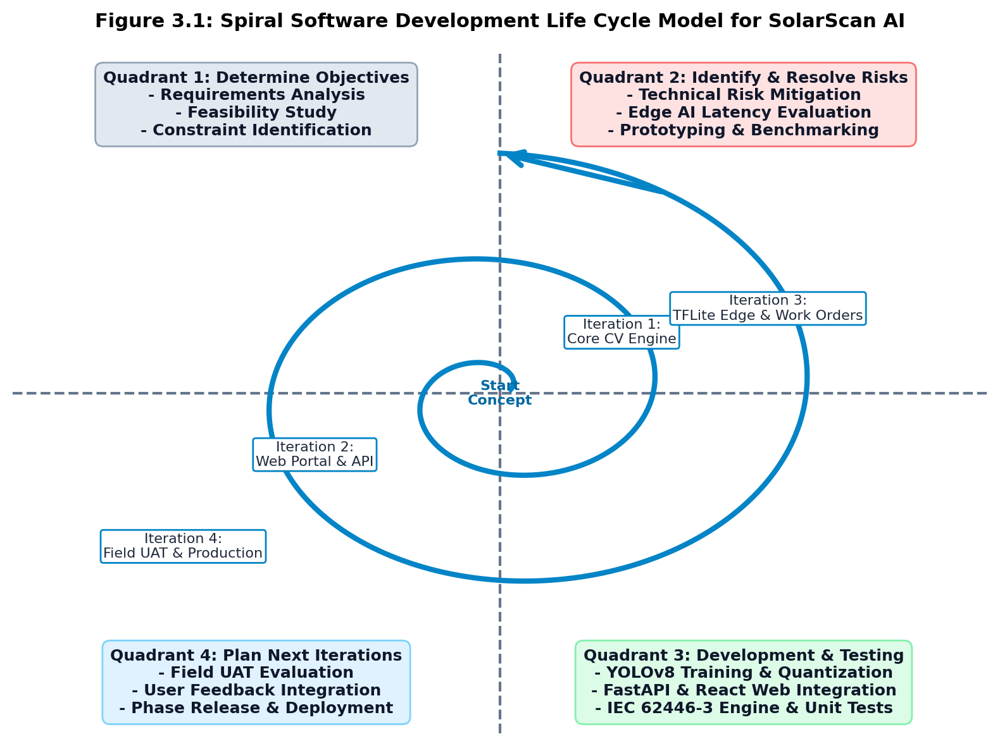 Figure 3.1: Spiral Software Development Life Cycle Model for SolarScan AI
Quadrant 1: Determine Objectives
- Requirements Analysis
- Feasibility Study
- Constraint Identification
Quadrant 2: Identify & Resolve Risks
- Technical Risk Mitigation
- Edge AI Latency Evaluation
- Prototyping & Benchmarking
Iteration 3:
TFLite Edge & Work Orders
Iteration 1:
Core CV Engine
Start
Concept
Iteration 2:
Web Portal & API
Iteration 4:
Field UAT & Production
Quadrant 4: Plan Next Iterations
- Field UAT Evaluation
- User Feedback Integration
- Phase Release & Deployment
Quadrant 3: Development & Testing
- YOLOv8 Training & Quantization
- FastAPI & React Web Integration
- IEC 62446-3 Engine & Unit Tests